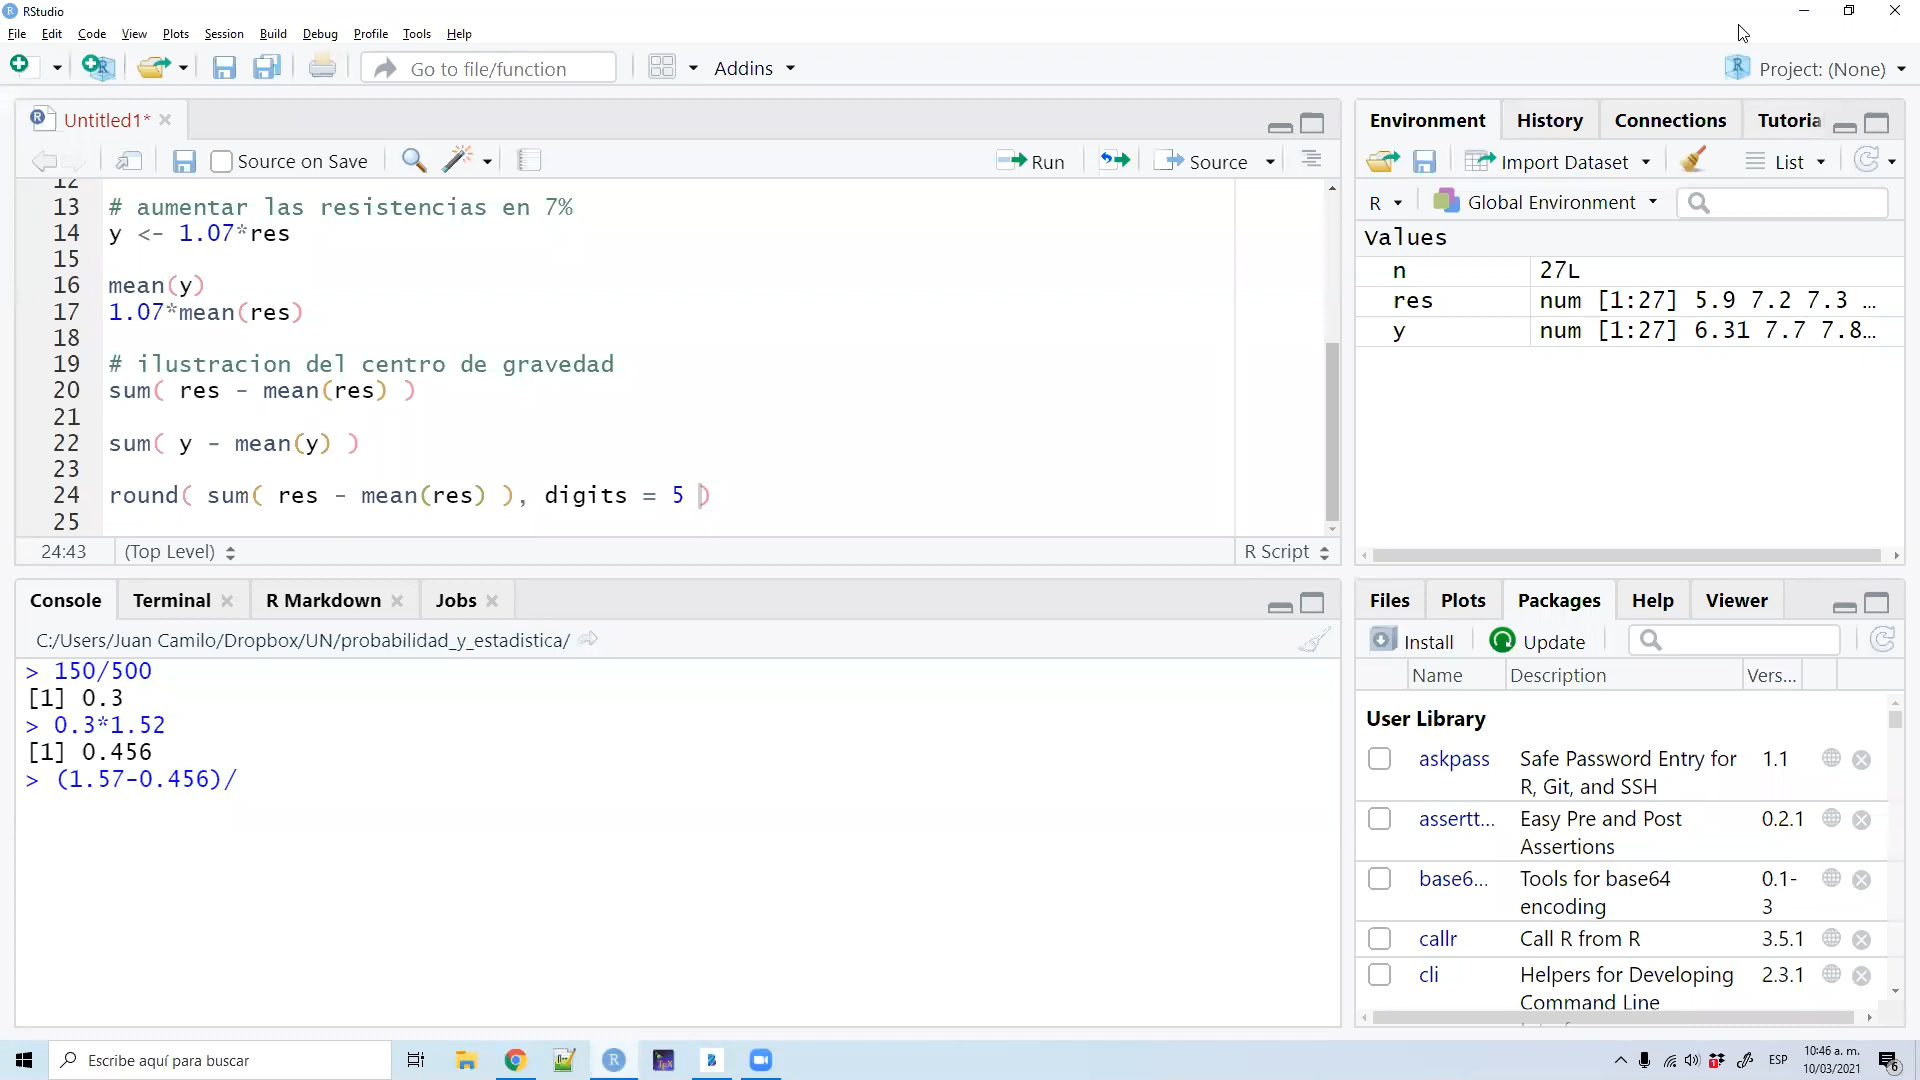 RStudio
File Edit Code View Plots Session Build Debug Profile Tools Help
Go to file/function
Addins
Project: (None)
Untitled1*
Source on Save
Run
Source
12
13 # aumentar las resistencias en 7%
14 y <- 1.07*res
15
16 mean(y)
17 1.07*mean(res)
18
19 # ilustracion del centro de gravedad
20 sum( res - mean(res) )
21
22 sum( y - mean(y) )
23
24 round( sum( res - mean(res) ), digits = 5 )
25
24:43 (Top Level) R Script
Console Terminal R Markdown Jobs
C:/Users/Juan Camilo/Dropbox/UN/probabilidad_y_estadistica/
> 150/500
[1] 0.3
> 0.3*1.52
[1] 0.456
> (1.57-0.456)/
Environment History Connections Tutoria
Import Dataset List
R Global Environment
Values
n 27L
res num [1:27] 5.9 7.2 7.3 ...
y num [1:27] 6.31 7.7 7.8...
Files Plots Packages Help Viewer
Install Update
Name Description Vers...
User Library
askpass Safe Password Entry for 1.1
R, Git, and SSH
assertt... Easy Pre and Post 0.2.1
Assertions
base6... Tools for base64 0.1-
encoding 3
callr Call R from R 3.5.1
cli Helpers for Developing 2.3.1
Command Line
Escribe aquí para buscar
ESP
10:46 a. m.
10/03/2021
6